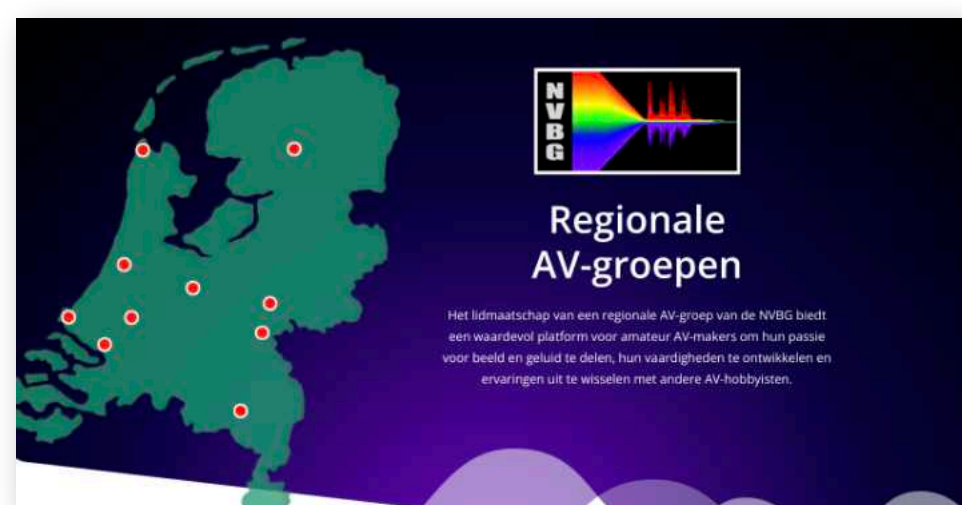 NVBG
Regionale
AV-groepen
Het lidmaatschap van een regionale AV-groep van de NVBG biedt
een waardevol platform voor amateur AV-makers om hun passie
voor beeld en geluid te delen, hun vaardigheden te ontwikkelen en
ervaringen uit te wisselen met andere AV-hobbyisten.